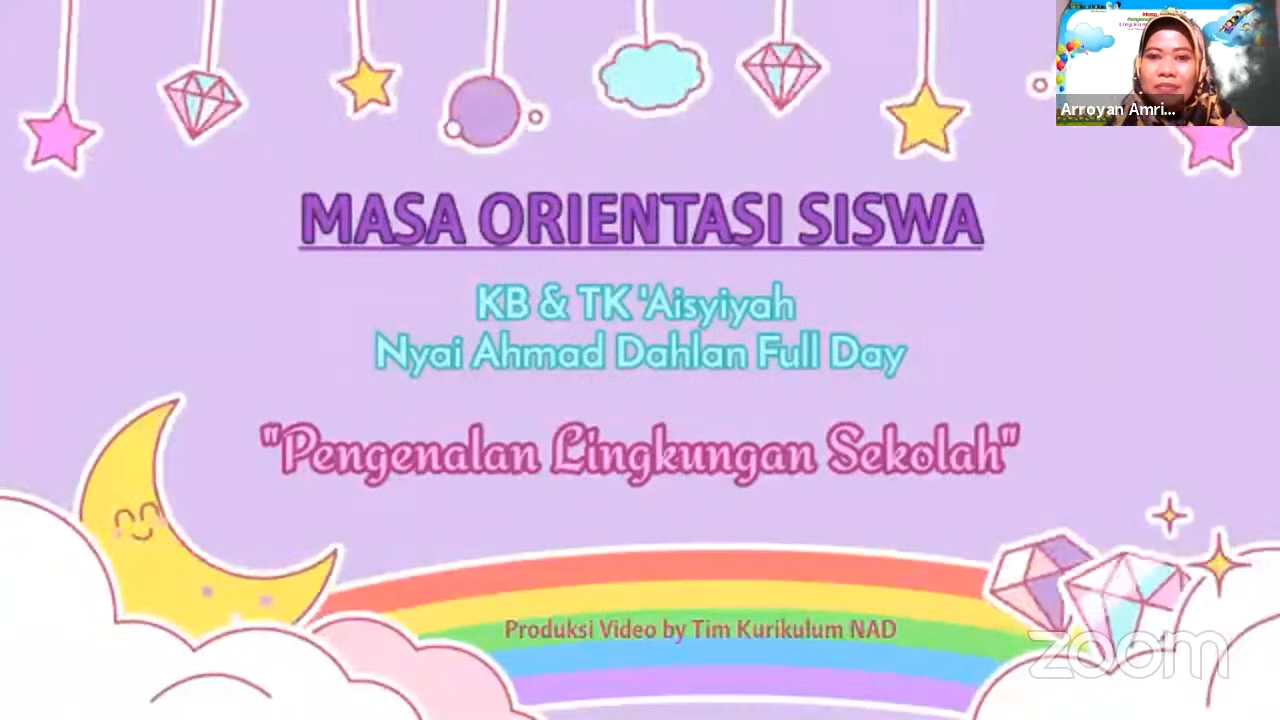 Arroyan Amri...
MASA ORIENTASI SISWA
KB & TK 'Aisyiyah
Nyai Ahmad Dahlan Full Day
"Pengenalan Lingkungan Sekolah"
Produksi Video by Tim Kurikulum NAD
zoom